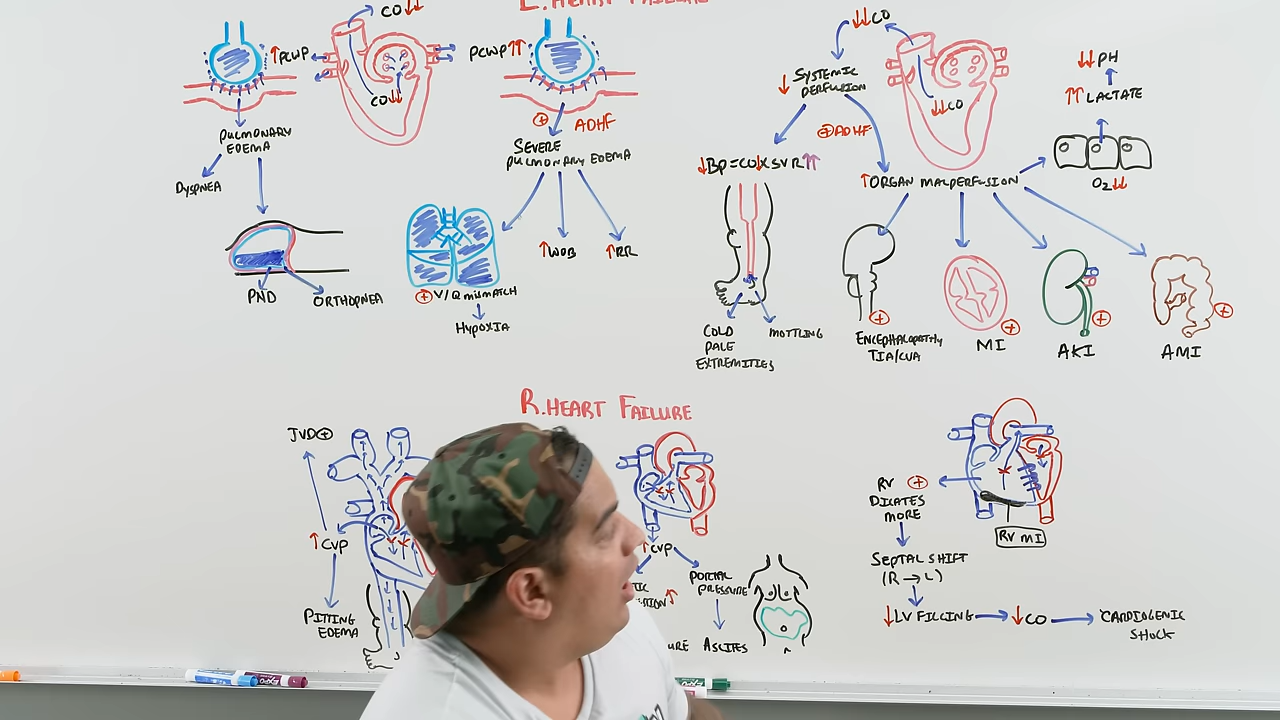 L. HEART FAILURE
CO↓↓
↑PCWP
CO↓↓
PULMONARY
EDEMA
DYSPNEA
PND
ORTHOPNEA
PCWP↑↑
⊕ ADHF
SEVERE
PULMONARY EDEMA
⊕ V/Q MISMATCH
HYPOXIA
↑WOB
↑RR
↓↓CO
↓ SYSTEMIC
PERFUSION
↓↓CO
⊕ADHF
↓BP=CO↓XSVR↑↑
COLD
PALE
EXTREMITIES
MOTTLING
↑ORGAN MALPERFUSION
↓↓PH
↑↑ LACTATE
O2↓↓
⊕
ENCEPHALOPATHY
TIA/CVA
⊕
MI
⊕
AKI
⊕
AMI
R. HEART FAILURE
JVD⊕
↑CVP
PITTING
EDEMA
↑CVP
PORTAL
PRESSURE
ASCITES
RV ⊕
DILATES
MORE
RV MI
SEPTAL SHIFT
(R → L)
↓LV FILLING → ↓CO → CARDIOGENIC
SHOCK